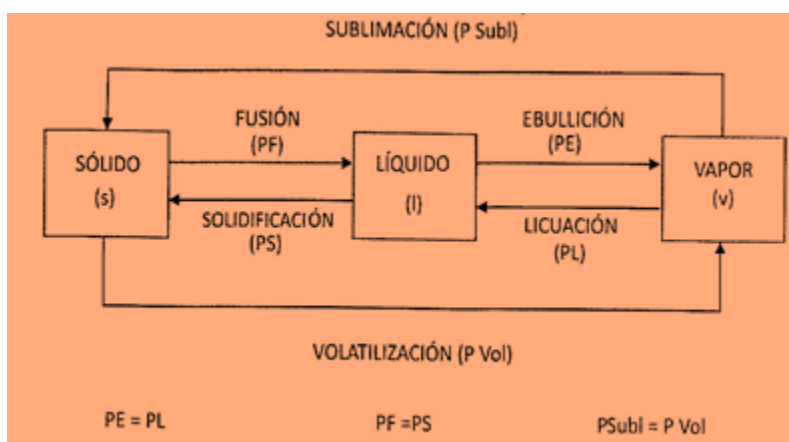 SUBLIMACIÓN (P Subl)
FUSIÓN
(PF)
EBULLICIÓN
(PE)
SÓLIDO
(s)
LÍQUIDO
(l)
VAPOR
(v)
SOLIDIFICACIÓN
(PS)
LICUACIÓN
(PL)
VOLATILIZACIÓN (P Vol)
PE = PL
PF =PS
PSubl = P Vol